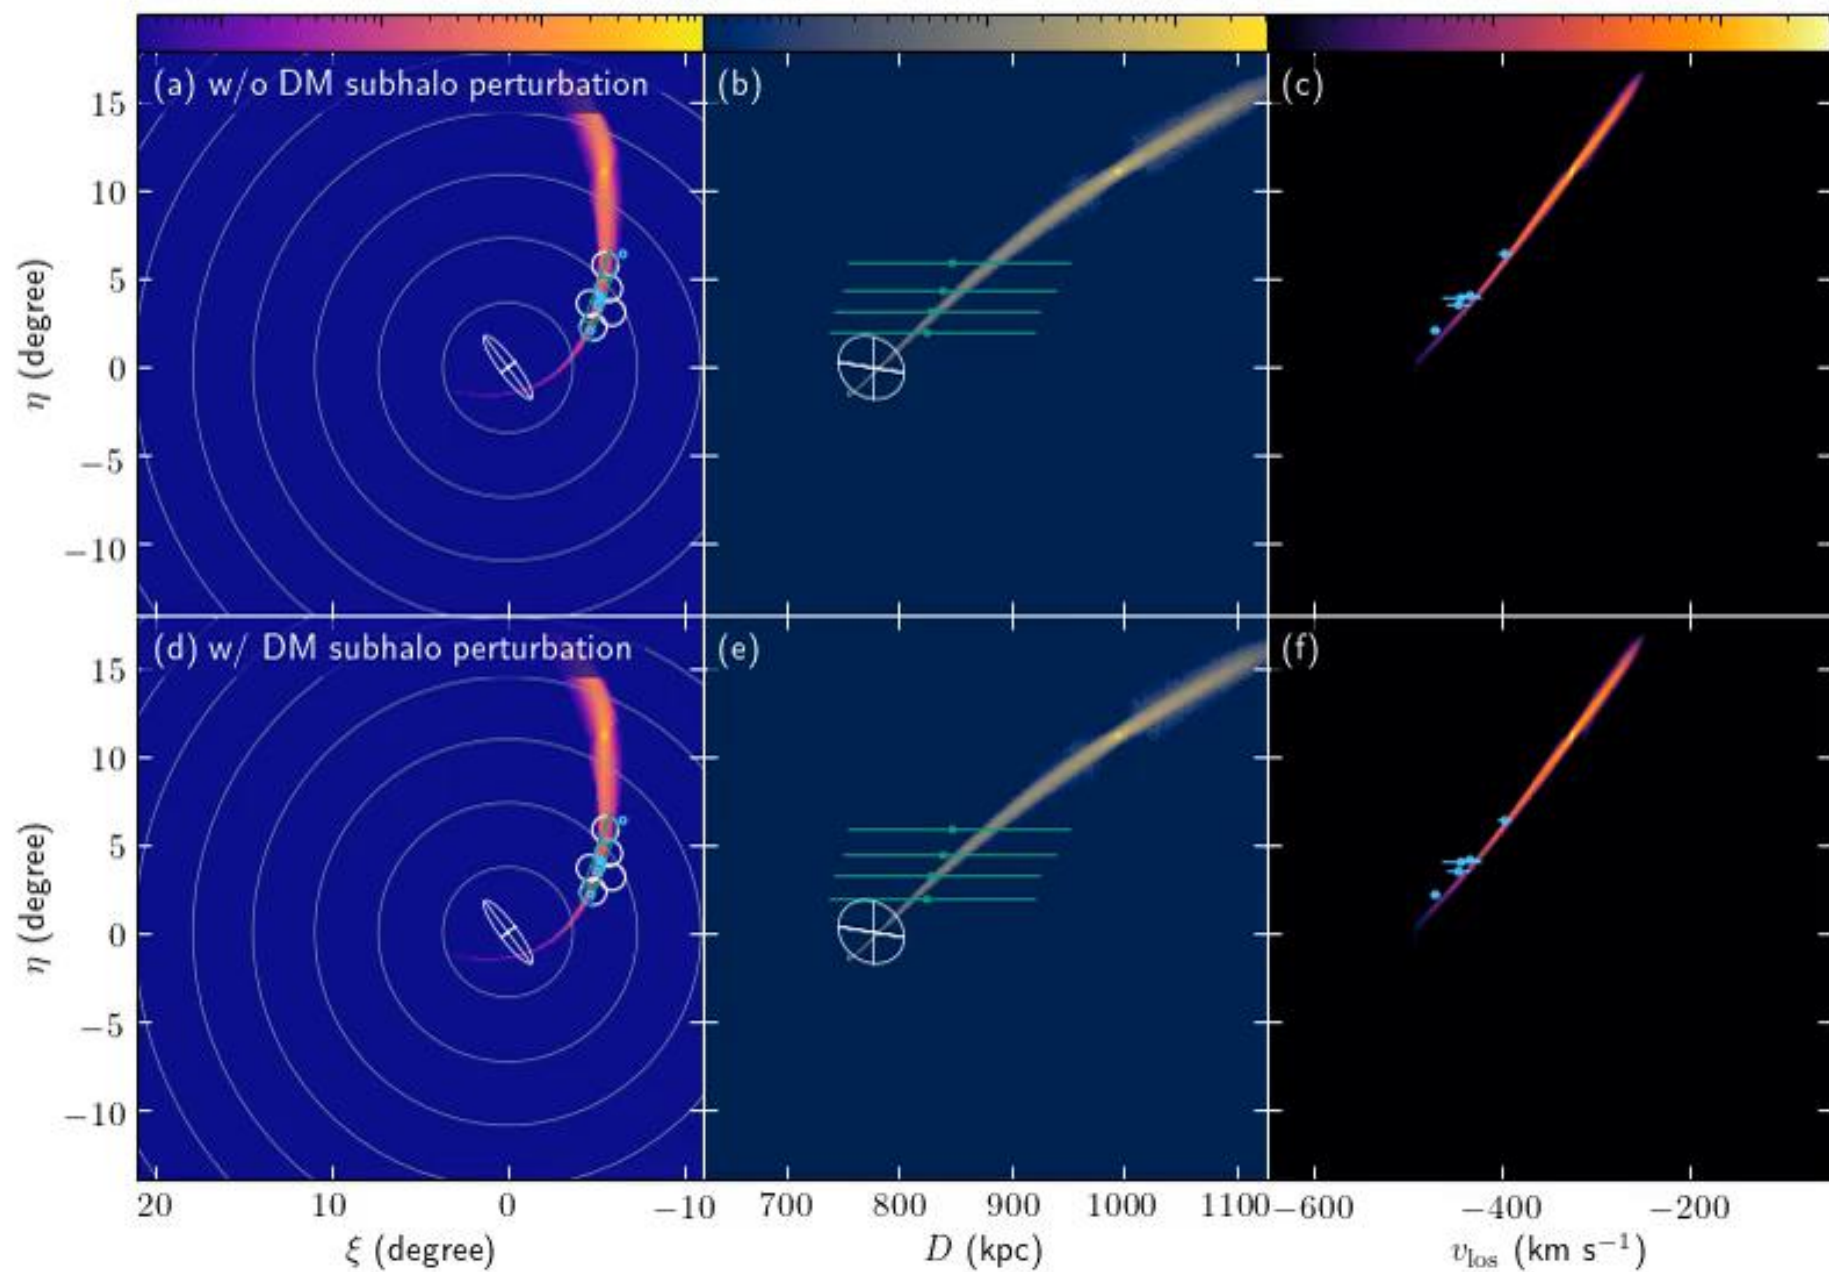 (a) w/o DM subhalo perturbation
(b)
(c)
15
10
5
0
−5
−10
η (degree)
(d) w/ DM subhalo perturbation
(e)
(f)
15
10
5
0
−5
−10
η (degree)
20 10 0 −10
700 800 900 1000 1100
−600 −400 −200
ξ (degree)
D (kpc)
v_los (km s⁻¹)